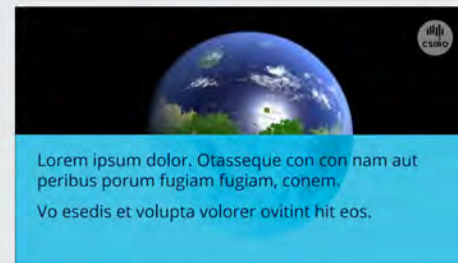 CSIRO
Lorem ipsum dolor. Otasseque con con nam aut
peribus porum fugiam fugiam, conem.
Vo esedis et volupta volorer ovitint hit eos.